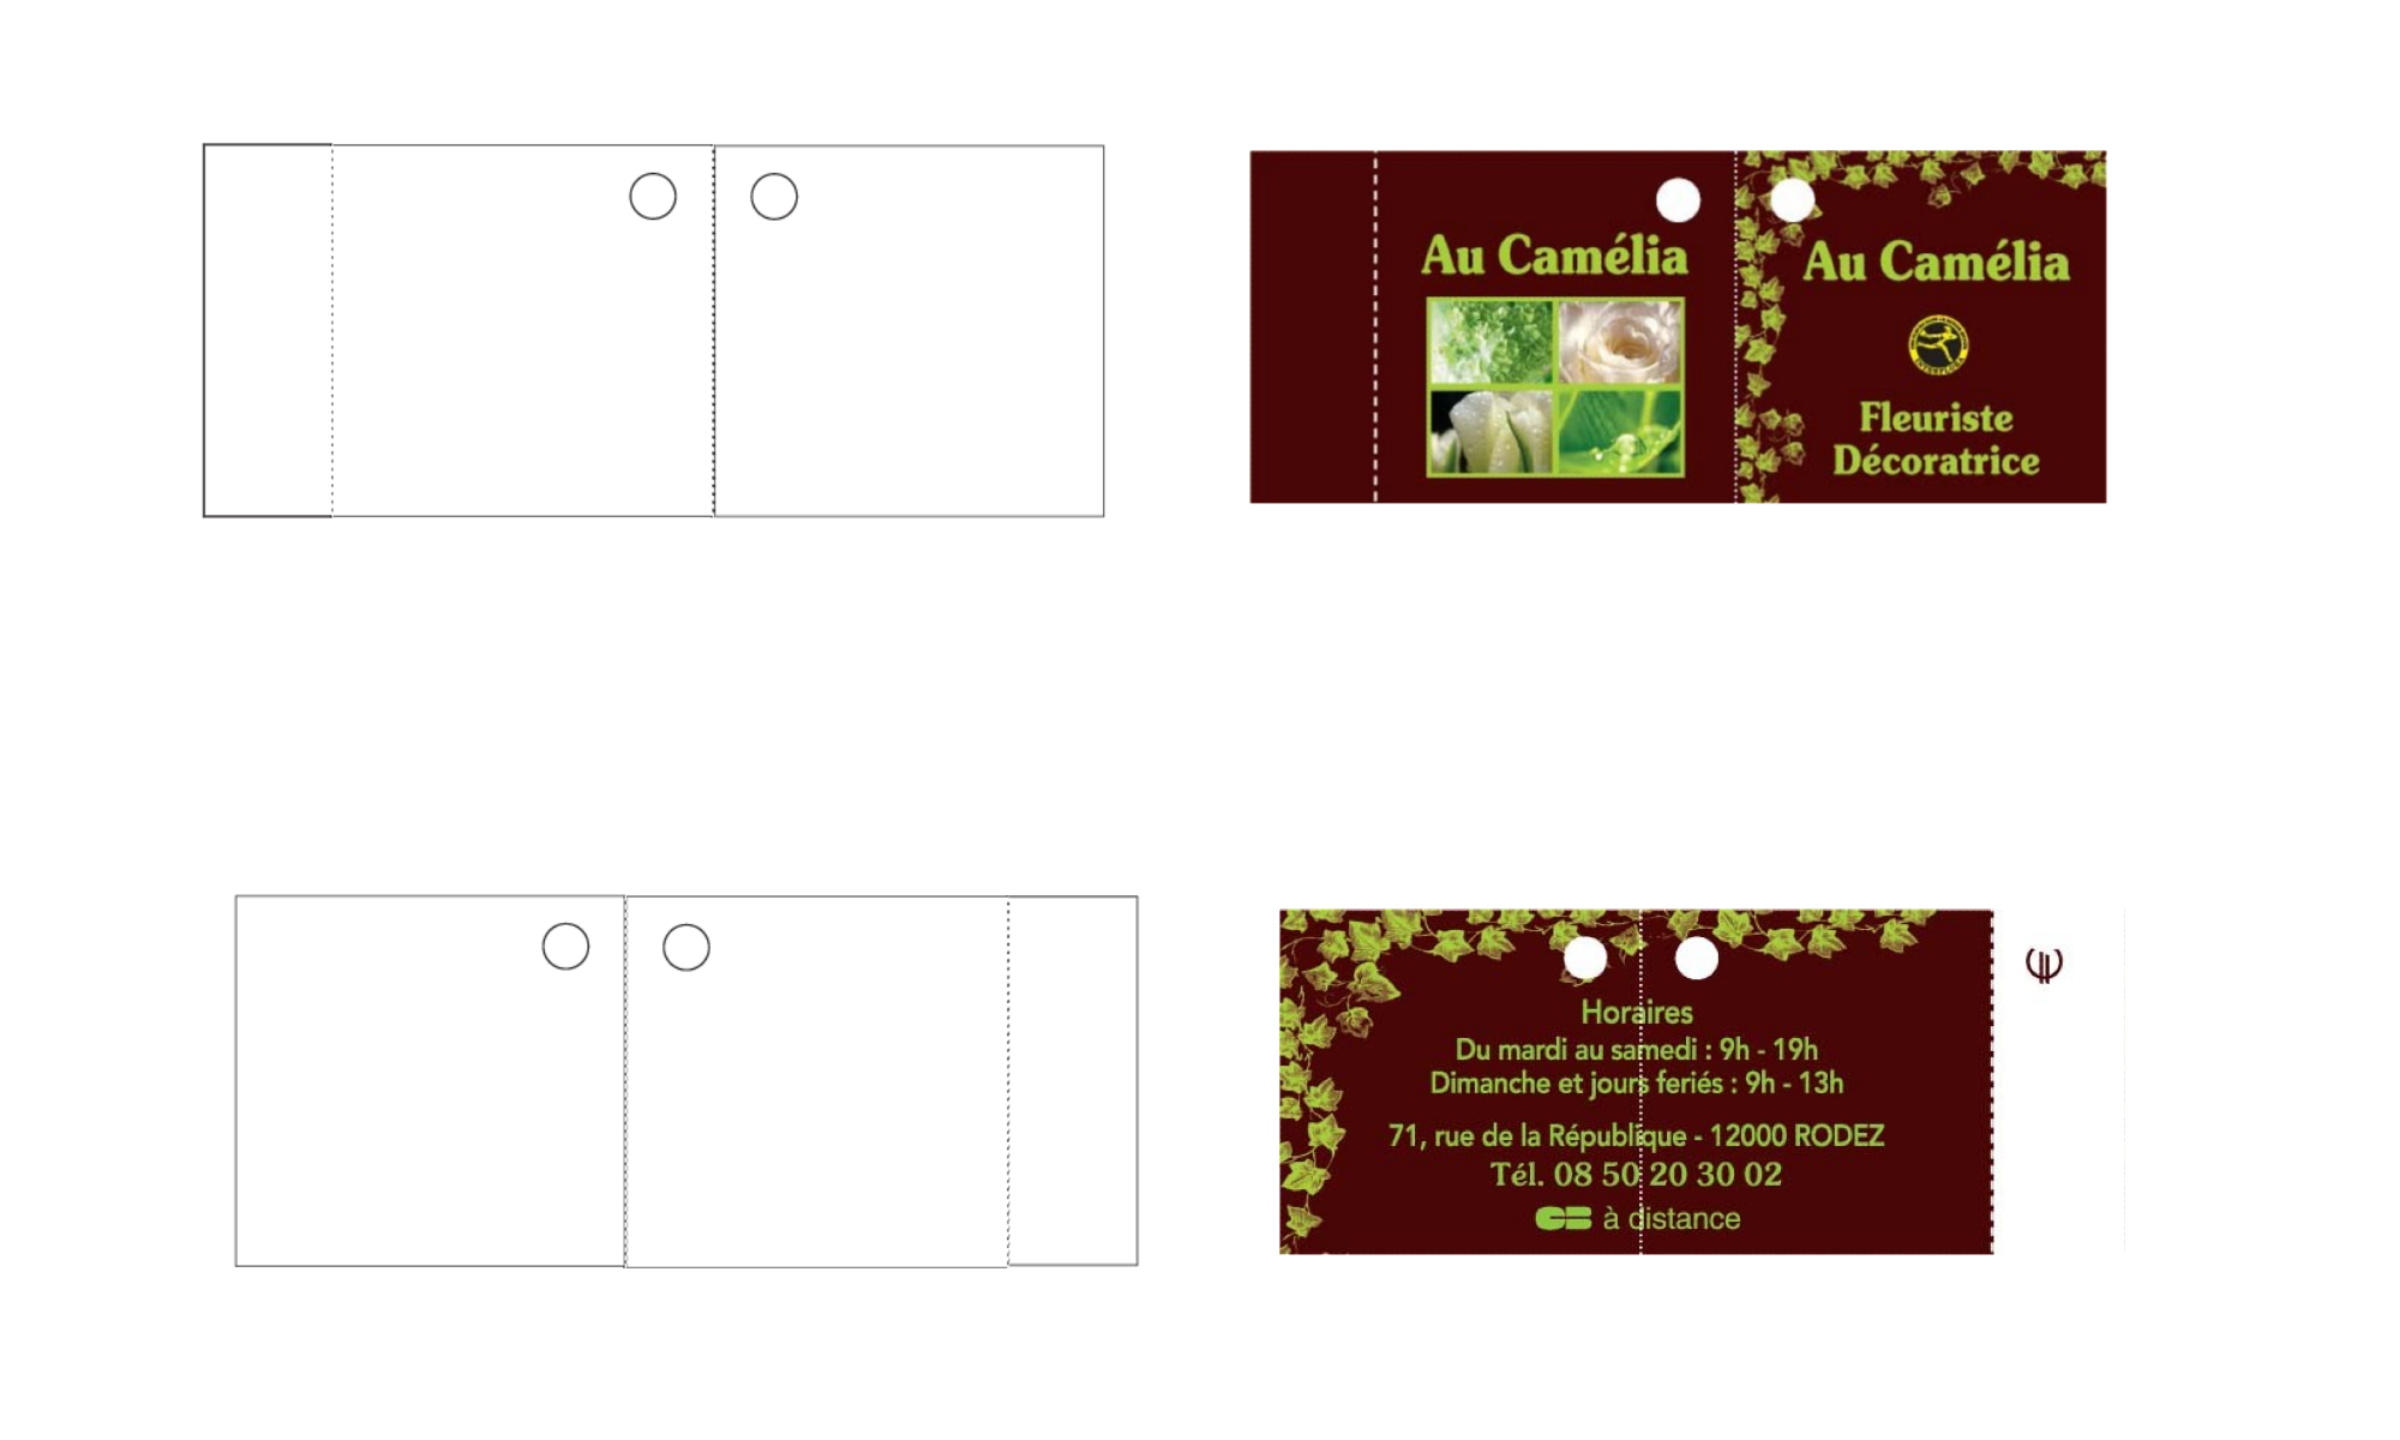 Au Camélia
Au Camélia
INTERFLORA
Fleuriste
Décoratrice
Horaires
Du mardi au samedi : 9h - 19h
Dimanche et jours feriés : 9h - 13h
71, rue de la République - 12000 RODEZ
Tél. 08 50 20 30 02
CB à distance
€